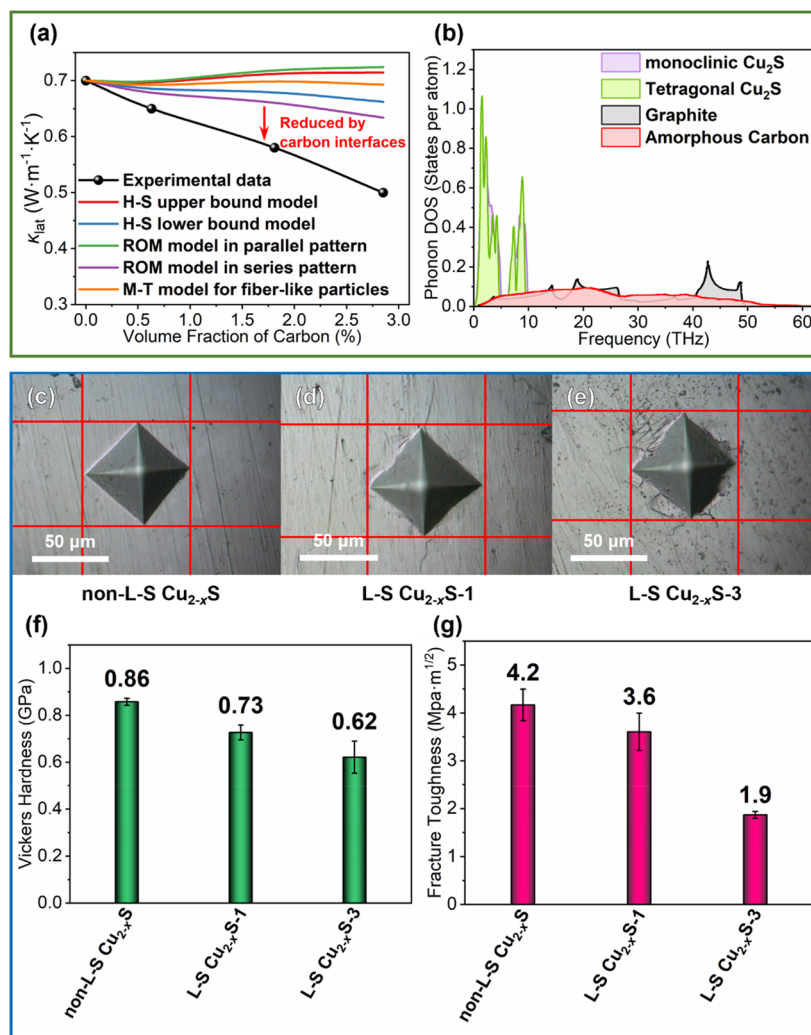 (a)
0.7
0.6
0.5
0.4
0.3
κlat (W·m⁻¹·K⁻¹)
Reduced by
carbon interfaces
Experimental data
H-S upper bound model
H-S lower bound model
ROM model in parallel pattern
ROM model in series pattern
M-T model for fiber-like particles
0.0 0.5 1.0 1.5 2.0 2.5 3.0
Volume Fraction of Carbon (%)
(b)
1.2
1.0
0.8
0.6
0.4
0.2
0.0
Phonon DOS (States per atom)
monoclinic Cu₂S
Tetragonal Cu₂S
Graphite
Amorphous Carbon
0 10 20 30 40 50 60
Frequency (THz)
(c)
50 μm
non-L-S Cu₂₋ₓS
(d)
50 μm
L-S Cu₂₋ₓS-1
(e)
50 μm
L-S Cu₂₋ₓS-3
(f)
1.0
0.8
0.6
0.4
0.2
0.0
Vickers Hardness (GPa)
0.86
0.73
0.62
non-L-S Cu₂₋ₓS
L-S Cu₂₋ₓS-1
L-S Cu₂₋ₓS-3
(g)
5
4
3
2
1
0
Fracture Toughness (Mpa·m¹ᐟ²)
4.2
3.6
1.9
non-L-S Cu₂₋ₓS
L-S Cu₂₋ₓS-1
L-S Cu₂₋ₓS-3